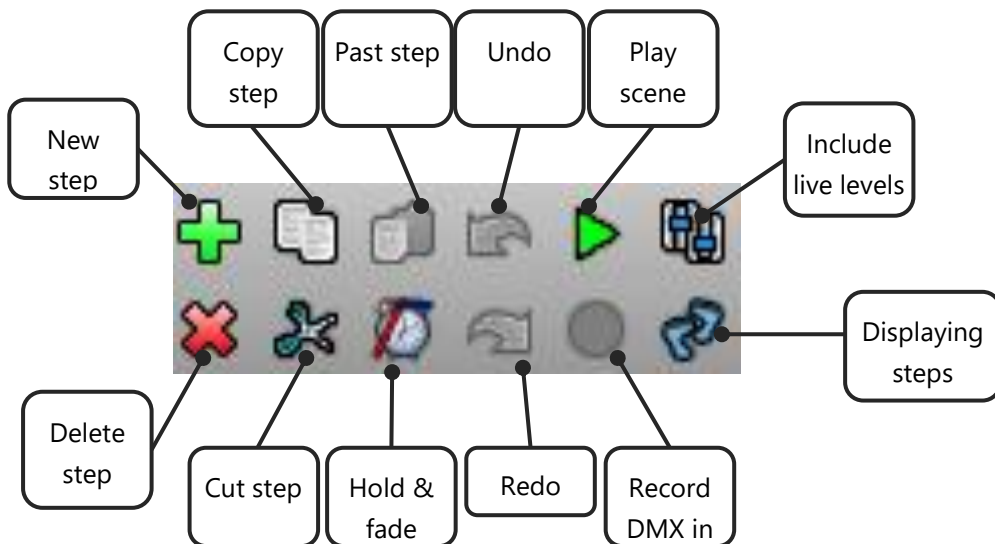 Copy
step
Past step
Undo
Play
scene
New
step
Include
live levels
Displaying
steps
Delete
step
Cut step
Hold &
fade
Redo
Record
DMX in